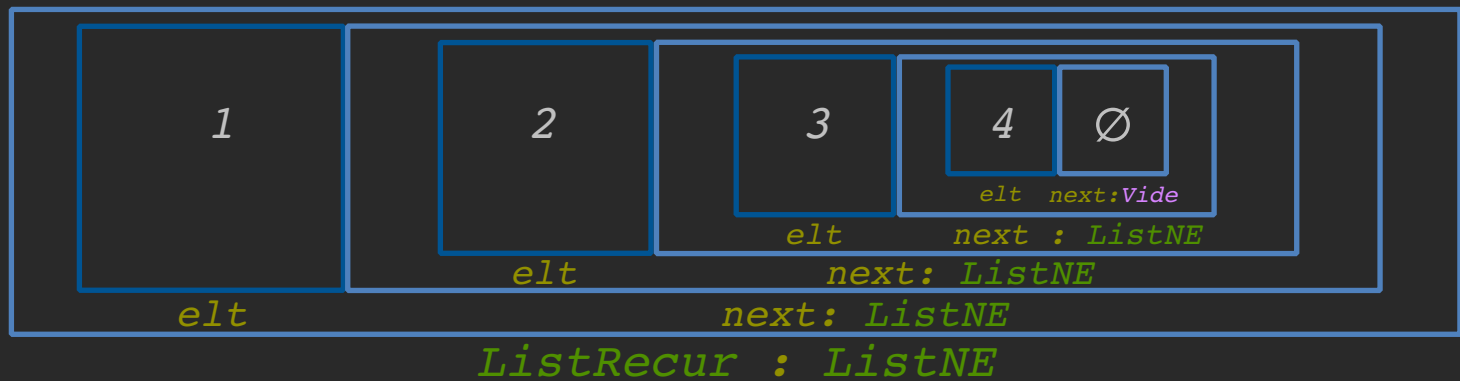 1 2 3 4 ∅
elt next:Vide
elt next : ListNE
elt next: ListNE
elt next: ListNE
ListRecur : ListNE